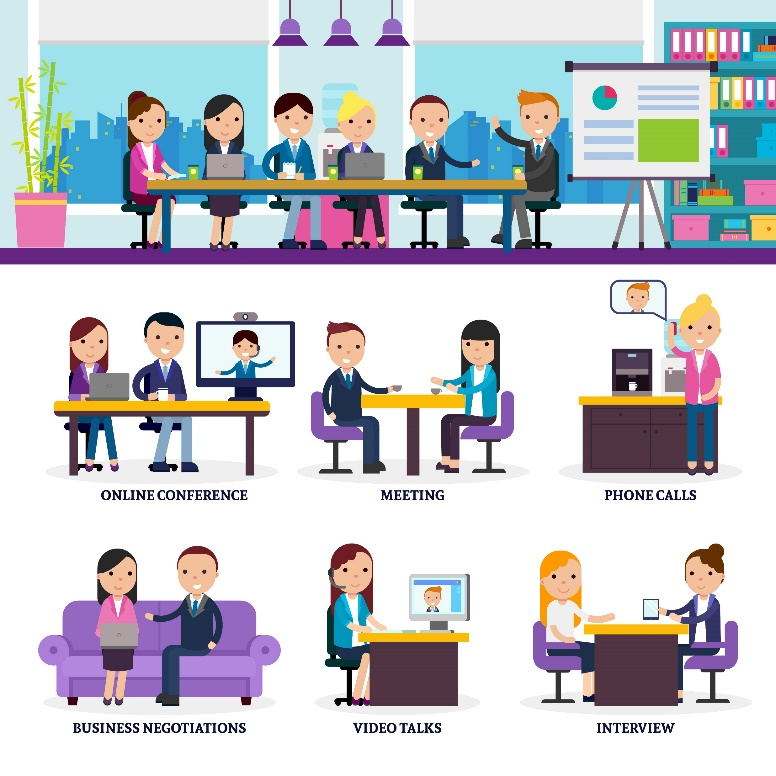 ONLINE CONFERENCE
MEETING
PHONE CALLS
BUSINESS NEGOTIATIONS
VIDEO TALKS
INTERVIEW